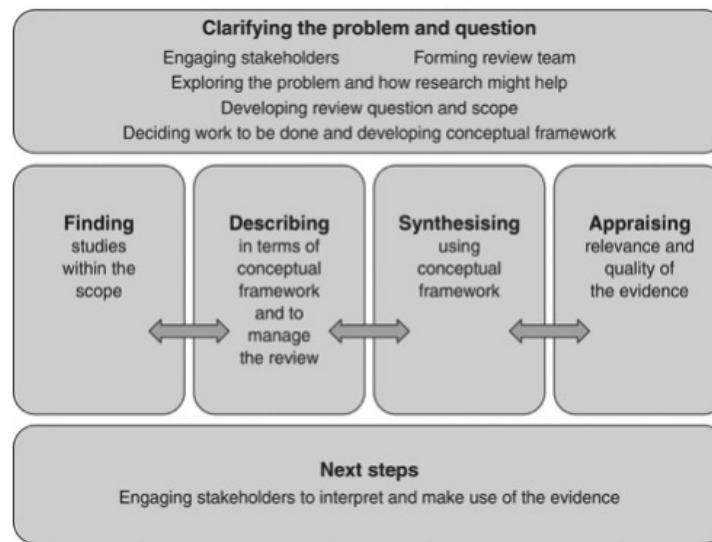 Clarifying the problem and question
Engaging stakeholders Forming review team
Exploring the problem and how research might help
Developing review question and scope
Deciding work to be done and developing conceptual framework
Finding
studies
within the
scope
Describing
in terms of
conceptual
framework
and to
manage
the review
Synthesising
using
conceptual
framework
Appraising
relevance and
quality of
the evidence
Next steps
Engaging stakeholders to interpret and make use of the evidence